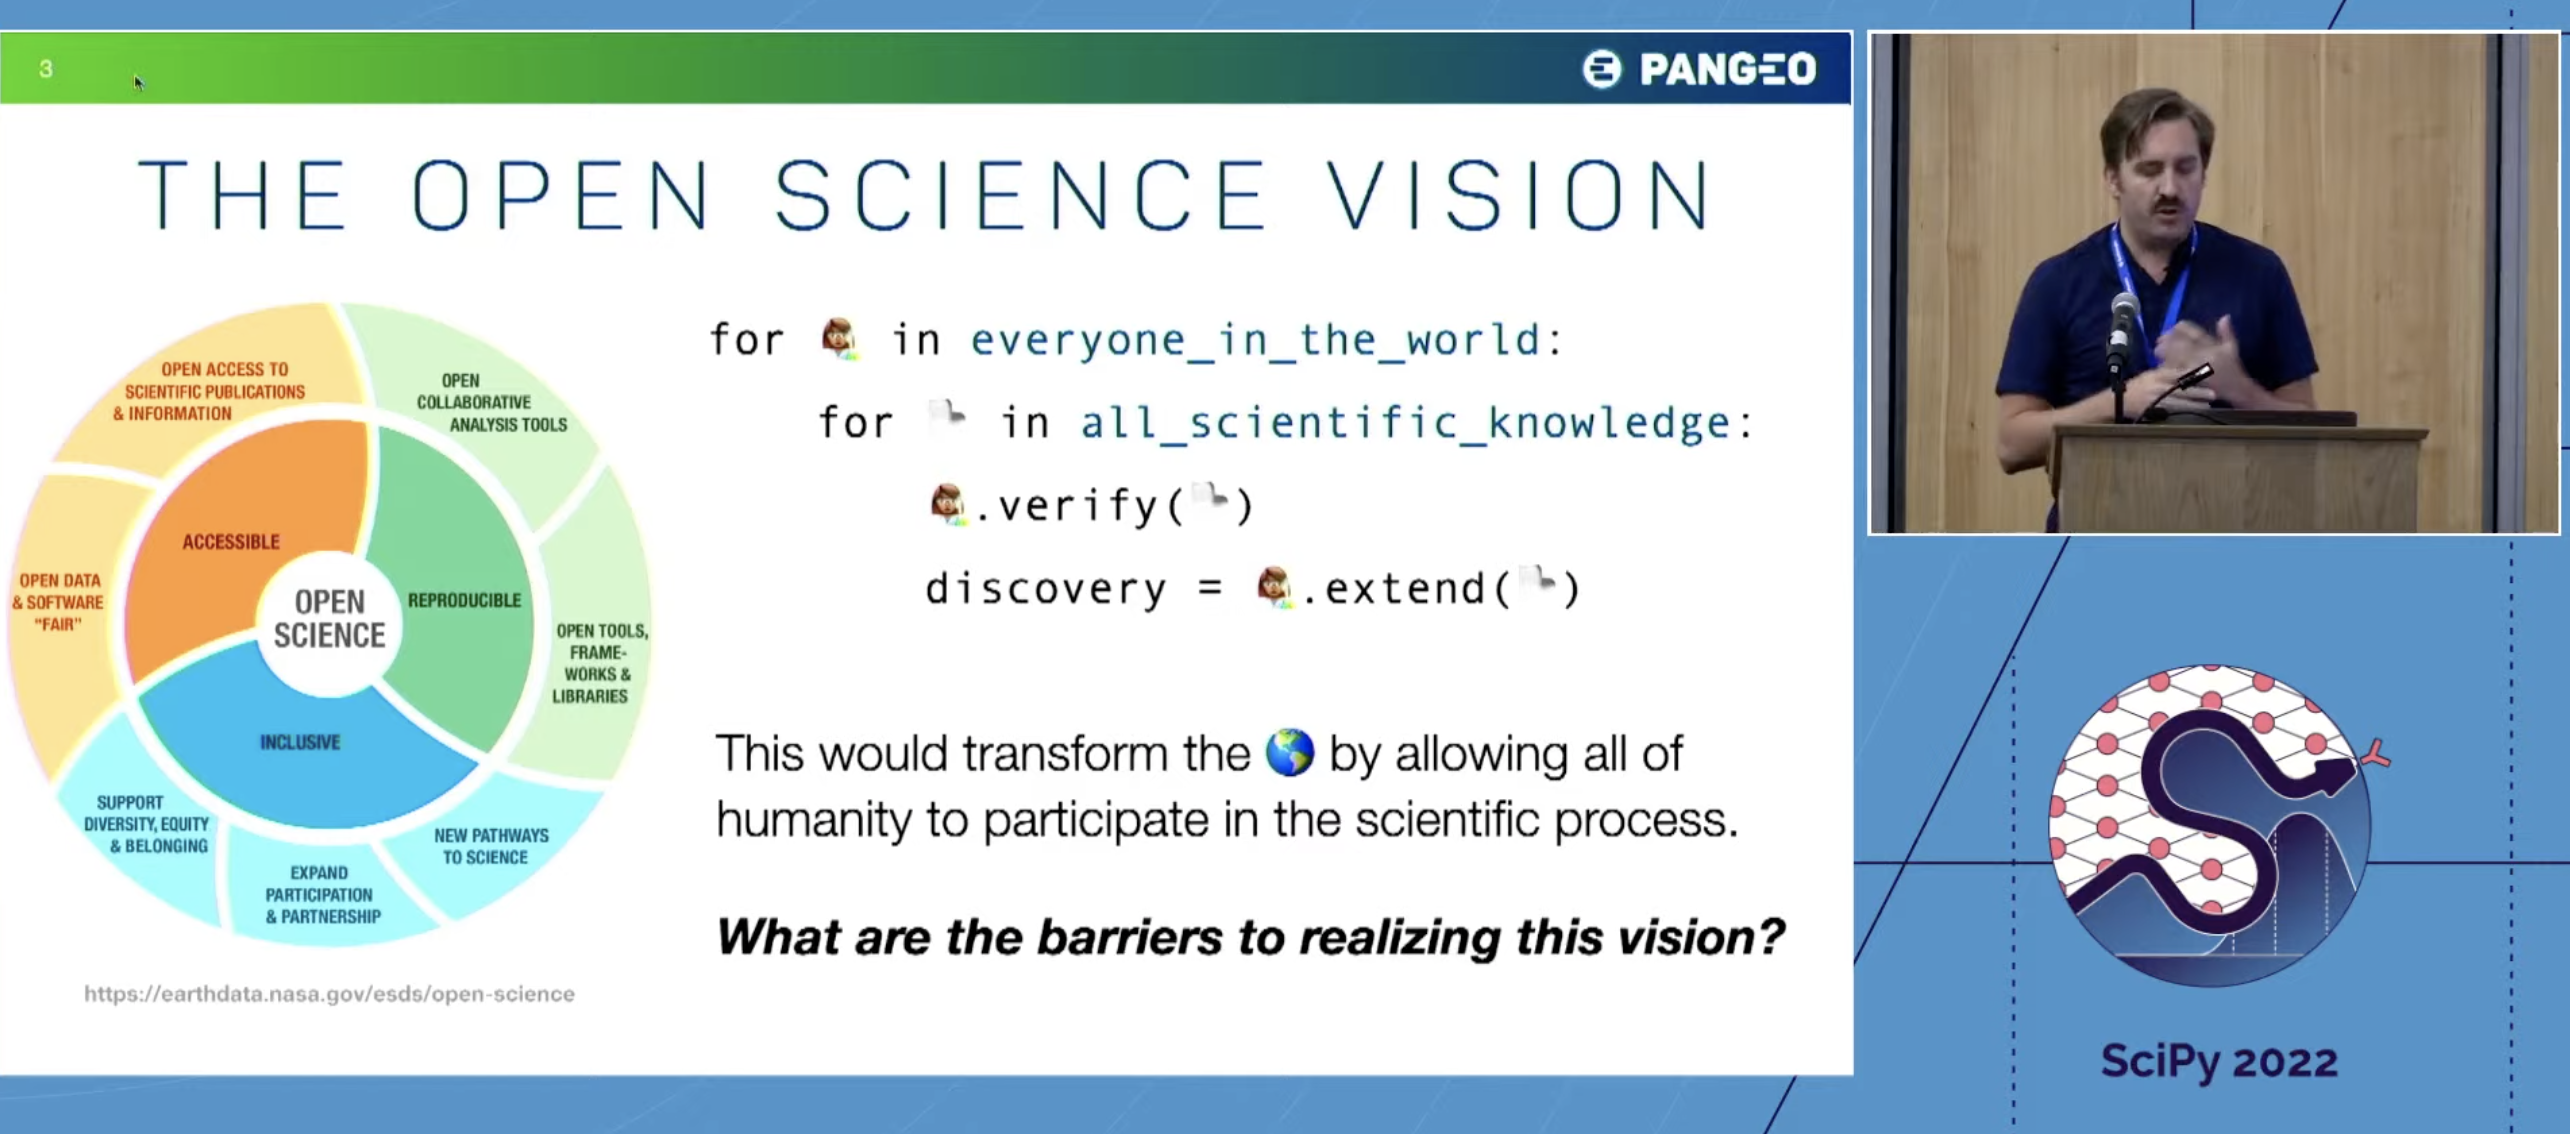 3
PANGEO
THE OPEN SCIENCE VISION
OPEN ACCESS TO
SCIENTIFIC PUBLICATIONS
& INFORMATION
OPEN
COLLABORATIVE
ANALYSIS TOOLS
ACCESSIBLE
OPEN DATA
& SOFTWARE
"FAIR"
OPEN
SCIENCE
REPRODUCIBLE
OPEN TOOLS,
FRAME-
WORKS &
LIBRARIES
INCLUSIVE
SUPPORT
DIVERSITY, EQUITY
& BELONGING
EXPAND
PARTICIPATION
& PARTNERSHIP
NEW PATHWAYS
TO SCIENCE
https://earthdata.nasa.gov/esds/open-science
for 👩🏽‍🔬 in everyone_in_the_world:
for 📄 in all_scientific_knowledge:
👩🏽‍🔬.verify(📄)
discovery = 👩🏽‍🔬.extend(📄)
This would transform the 🌎 by allowing all of
humanity to participate in the scientific process.
What are the barriers to realizing this vision?
SciPy 2022